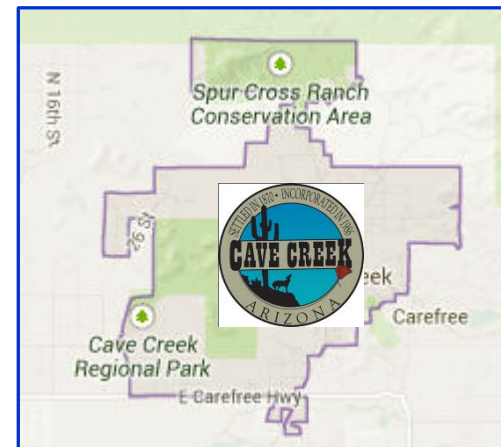 N 16th St
Spur Cross Ranch
Conservation Area
26 St
SETTLED IN 1870 • INCORPORATED IN 1986
CAVE CREEK
ARIZONA
eek
Carefree
Cave Creek
Regional Park
E Carefree Hwy